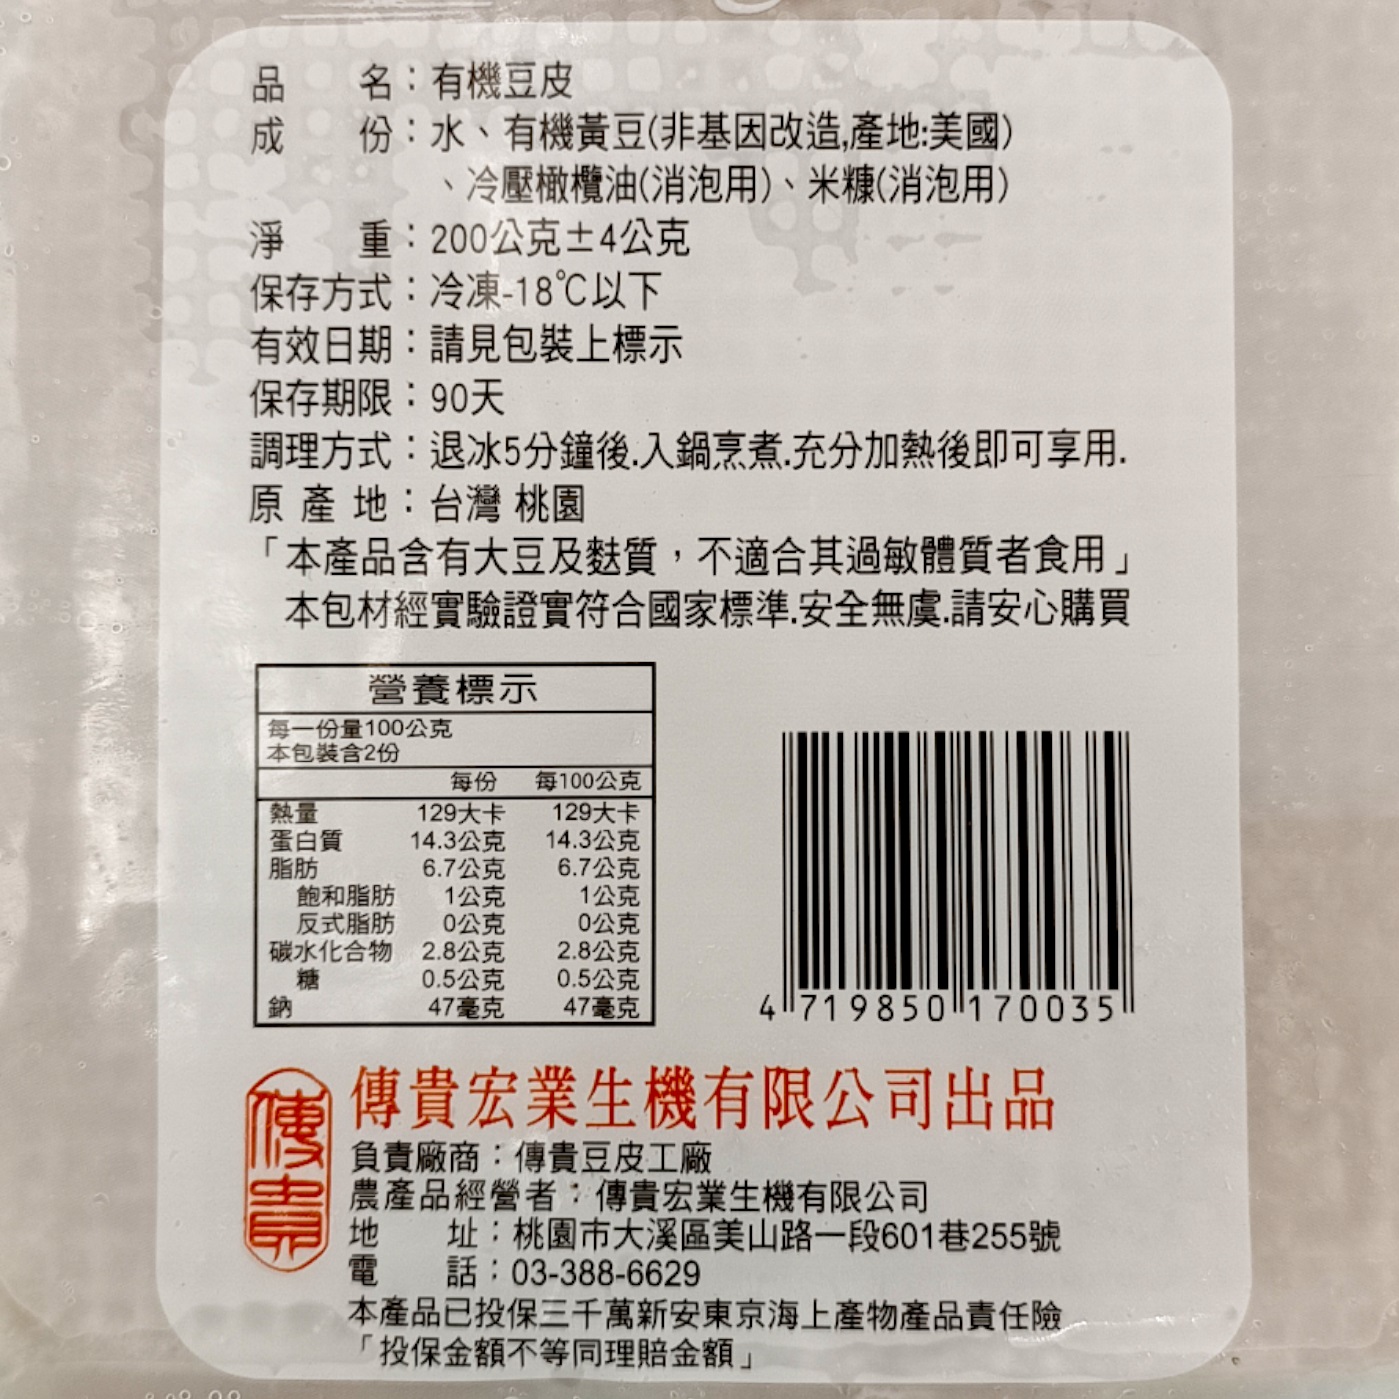 品名：有機豆皮
成份：水、有機黃豆(非基因改造,產地:美國)
、冷壓橄欖油(消泡用)、米糠(消泡用)
淨重：200公克±4公克
保存方式：冷凍-18℃以下
有效日期：請見包裝上標示
保存期限：90天
調理方式：退冰5分鐘後.入鍋烹煮.充分加熱後即可享用.
原產地：台灣 桃園
「本產品含有大豆及麩質，不適合其過敏體質者食用」
本包材經實驗證實符合國家標準.安全無虞.請安心購買
營養標示
每一份量100公克
本包裝含2份
每份 每100公克
熱量 129大卡 129大卡
蛋白質 14.3公克 14.3公克
脂肪 6.7公克 6.7公克
飽和脂肪 1公克 1公克
反式脂肪 0公克 0公克
碳水化合物 2.8公克 2.8公克
糖 0.5公克 0.5公克
鈉 47毫克 47毫克
4 719850 170035
傳貴
傳貴宏業生機有限公司出品
負責廠商：傳貴豆皮工廠
農產品經營者：傳貴宏業生機有限公司
地址：桃園市大溪區美山路一段601巷255號
電話：03-388-6629
本產品已投保三千萬新安東京海上產物產品責任險
「投保金額不等同理賠金額」